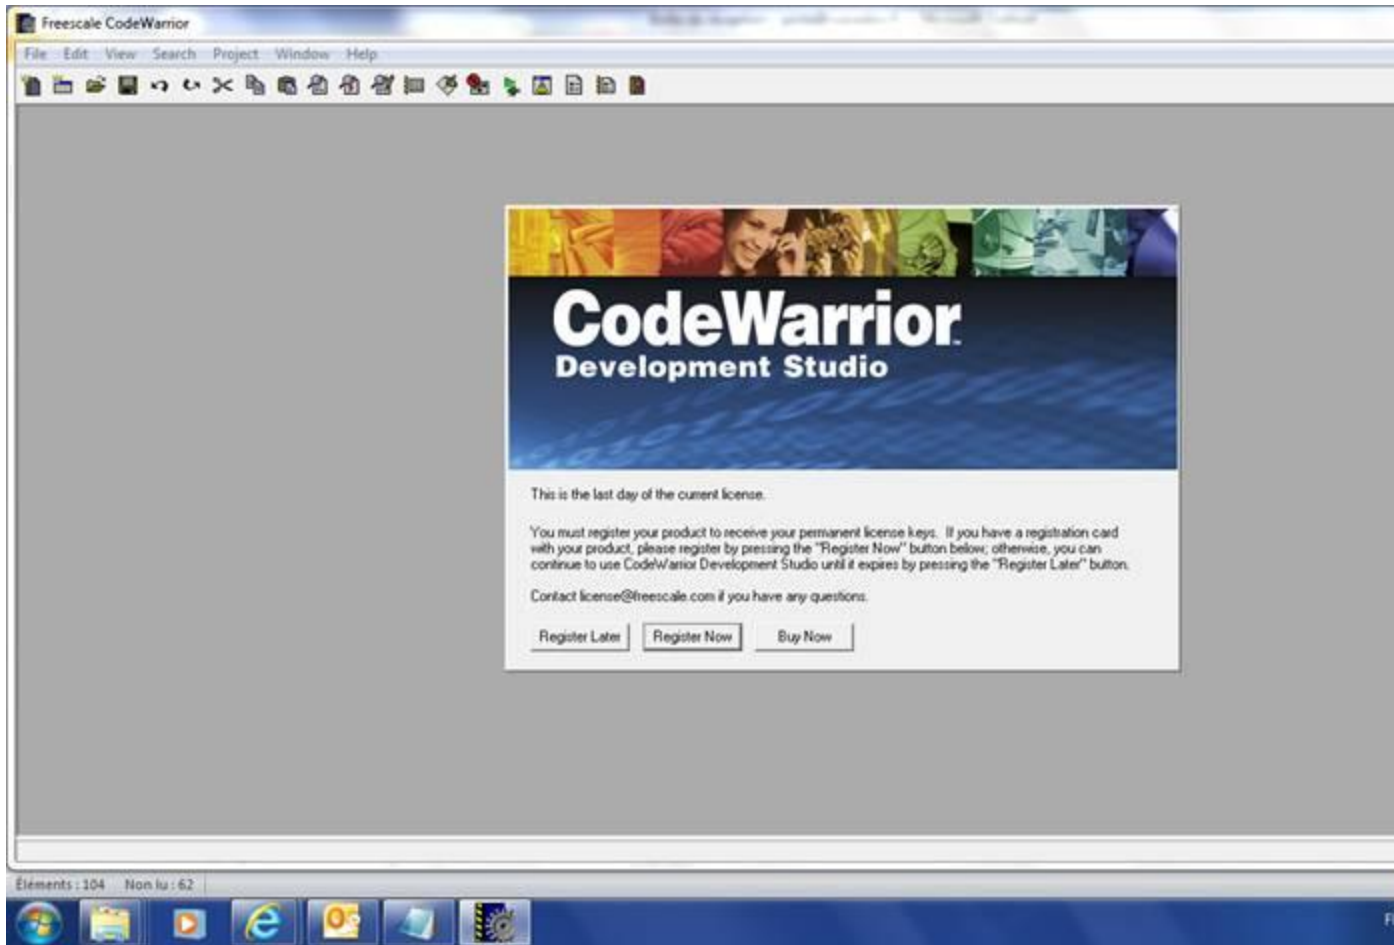 Freescale CodeWarrior
File Edit View Search Project Window Help
CodeWarrior™
Development Studio
This is the last day of the current license.
You must register your product to receive your permanent license keys. If you have a registration card
with your product, please register by pressing the "Register Now" button below; otherwise, you can
continue to use CodeWarrior Development Studio until it expires by pressing the "Register Later" button.
Contact license@freescale.com if you have any questions.
Register Later Register Now Buy Now
Éléments : 104 Non lu : 62